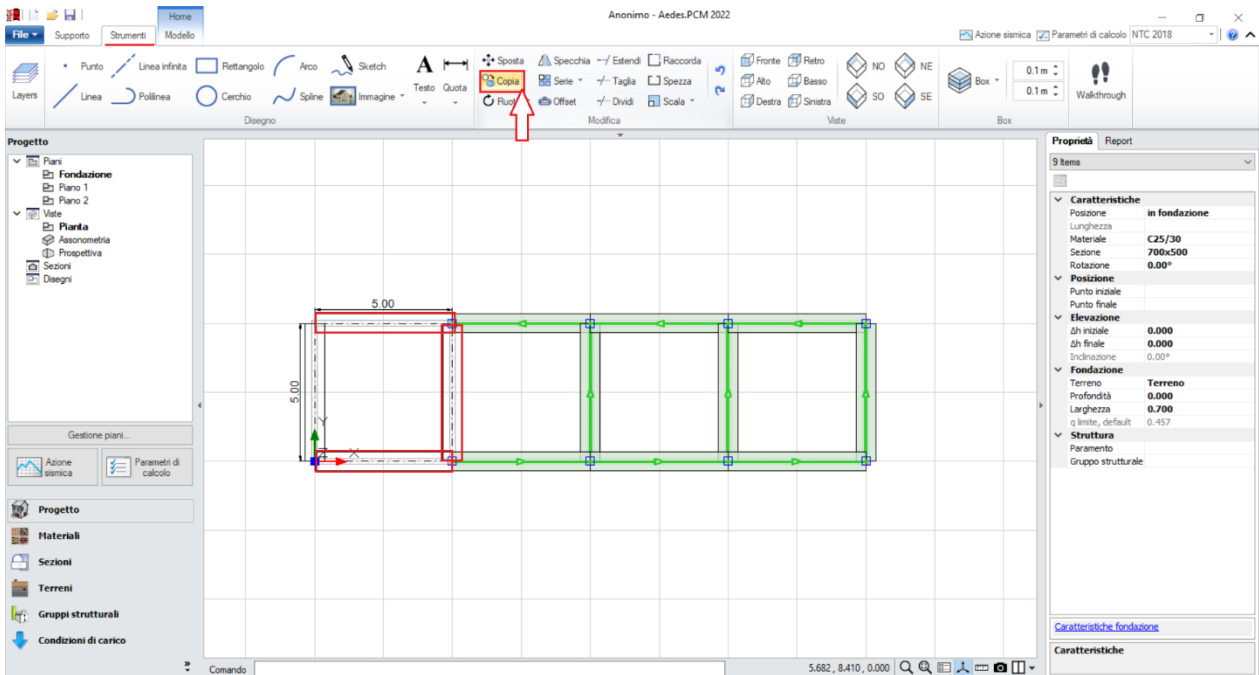 Home
Anonimo - Aedes.PCM 2022
File Supporto Strumenti Modello
Azione sismica Parametri di calcolo NTC 2018
Layers
Punto Linea infinita Rettangolo Arco Sketch
Linea Polilinea Cerchio Spline Immagine
A
Testo Quota
Disegno
Sposta Specchia Estendi Raccorda
Copia Serie Taglia Spezza
Ruota Offset Dividi Scala
Modifica
Fronte Retro NO NE
Alto Basso
Destra Sinistra SO SE
Viste
Box
0.1 m
0.1 m
Walkthrough
Box
Progetto
Piani
Fondazione
Piano 1
Piano 2
Viste
Pianta
Assonometria
Prospettiva
Sezioni
Disegni
Gestione piani...
Azione sismica
Parametri di calcolo
Progetto
Materiali
Sezioni
Terreni
Gruppi strutturali
Condizioni di carico
5.00
5.00
Y
X
Comando
5.682 , 8.410 , 0.000
Proprietà Report
9 Items
Caratteristiche
Posizione in fondazione
Lunghezza
Materiale C25/30
Sezione 700x500
Rotazione 0.00°
Posizione
Punto iniziale
Punto finale
Elevazione
Δh iniziale 0.000
Δh finale 0.000
Indinazione 0.00°
Fondazione
Terreno Terreno
Profondità 0.000
Larghezza 0.700
q limite, default 0.457
Struttura
Paramento
Gruppo strutturale
Caratteristiche fondazione
Caratteristiche